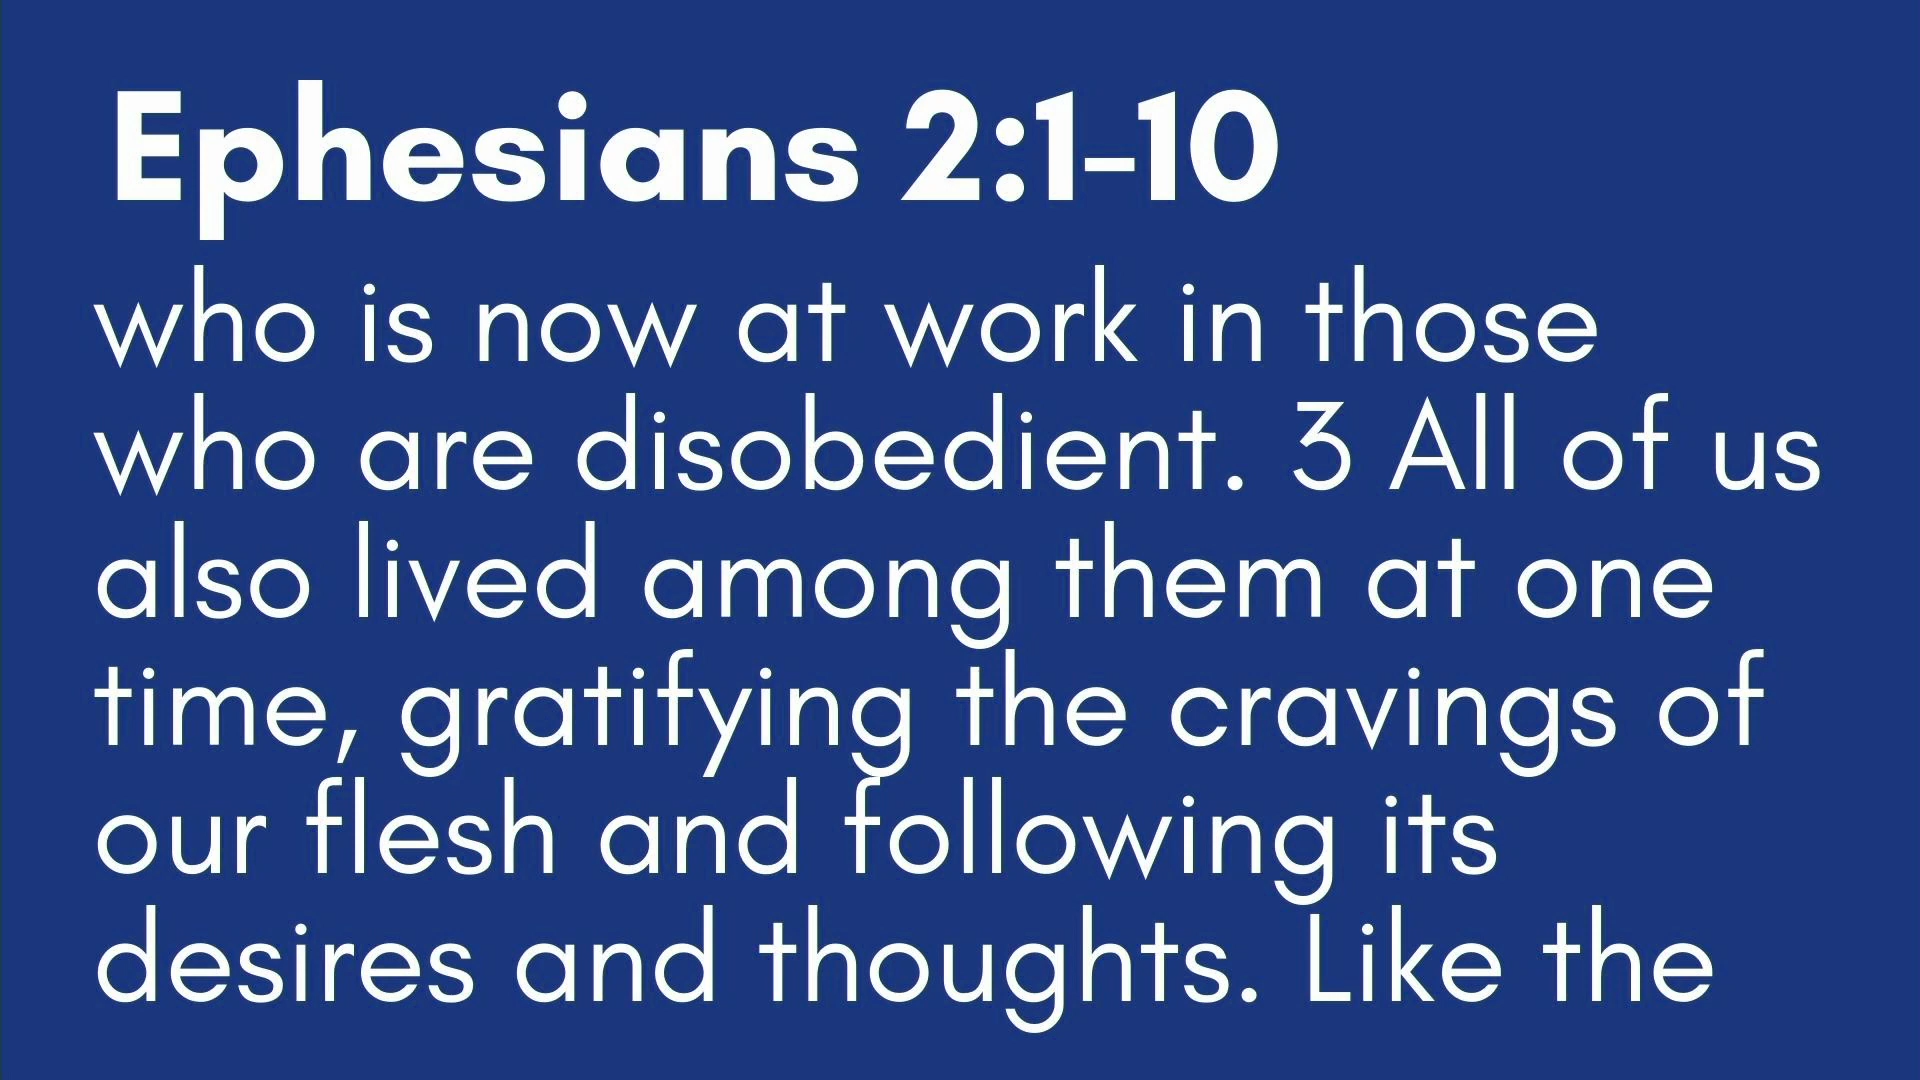 Ephesians 2:1-10
who is now at work in those
who are disobedient. 3 All of us
also lived among them at one
time, gratifying the cravings of
our flesh and following its
desires and thoughts. Like the